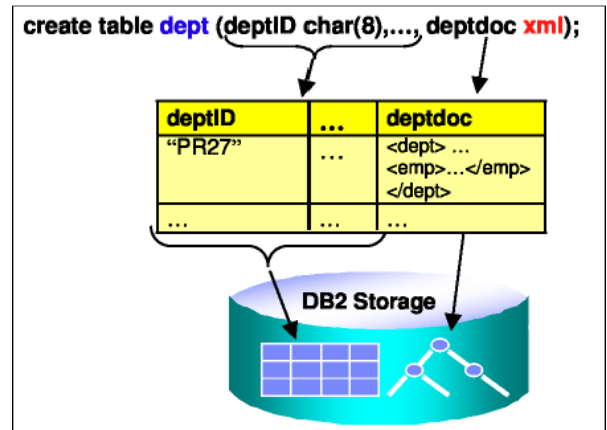 create table dept (deptID char(8),..., deptdoc xml);
deptID ... deptdoc
“PR27” ... <dept> ...
<emp>...</emp>
</dept>
... ... ...
DB2 Storage